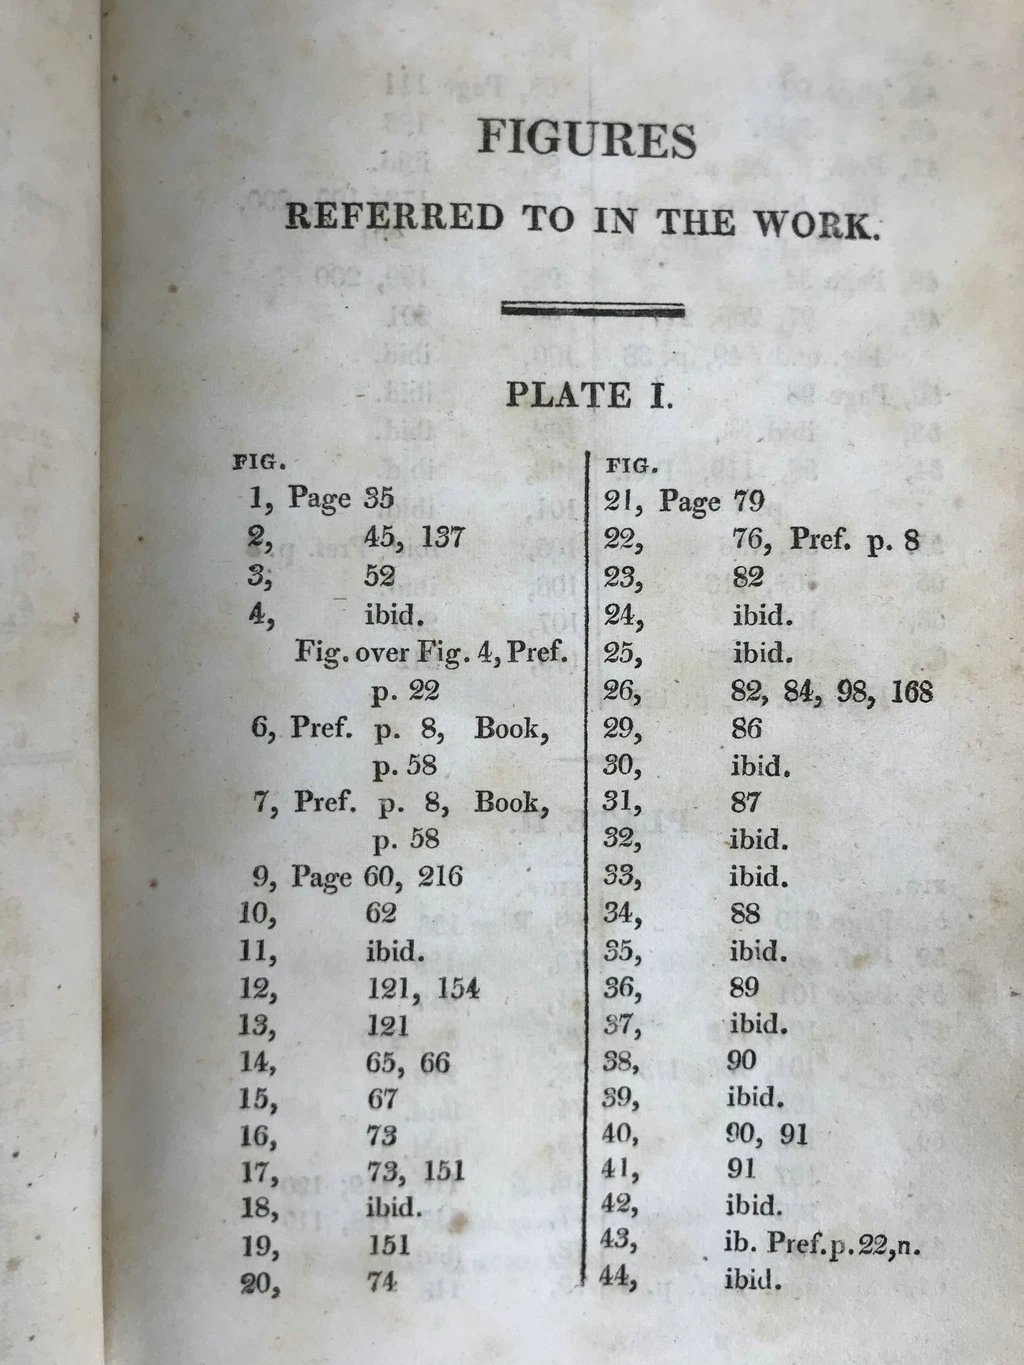 FIGURES
REFERRED TO IN THE WORK.
PLATE I.
FIG.
1, Page 35
2, 45, 137
3, 52
4, ibid.
Fig. over Fig. 4, Pref.
p. 22
6, Pref. p. 8, Book,
p. 58
7, Pref. p. 8, Book,
p. 58
9, Page 60, 216
10, 62
11, ibid.
12, 121, 154
13, 121
14, 65, 66
15, 67
16, 73
17, 73, 151
18, ibid.
19, 151
20, 74
FIG.
21, Page 79
22, 76, Pref. p. 8
23, 82
24, ibid.
25, ibid.
26, 82, 84, 98, 168
29, 86
30, ibid.
31, 87
32, ibid.
33, ibid.
34, 88
35, ibid.
36, 89
37, ibid.
38, 90
39, ibid.
40, 90, 91
41, 91
42, ibid.
43, ib. Pref.p.22,n.
44, ibid.